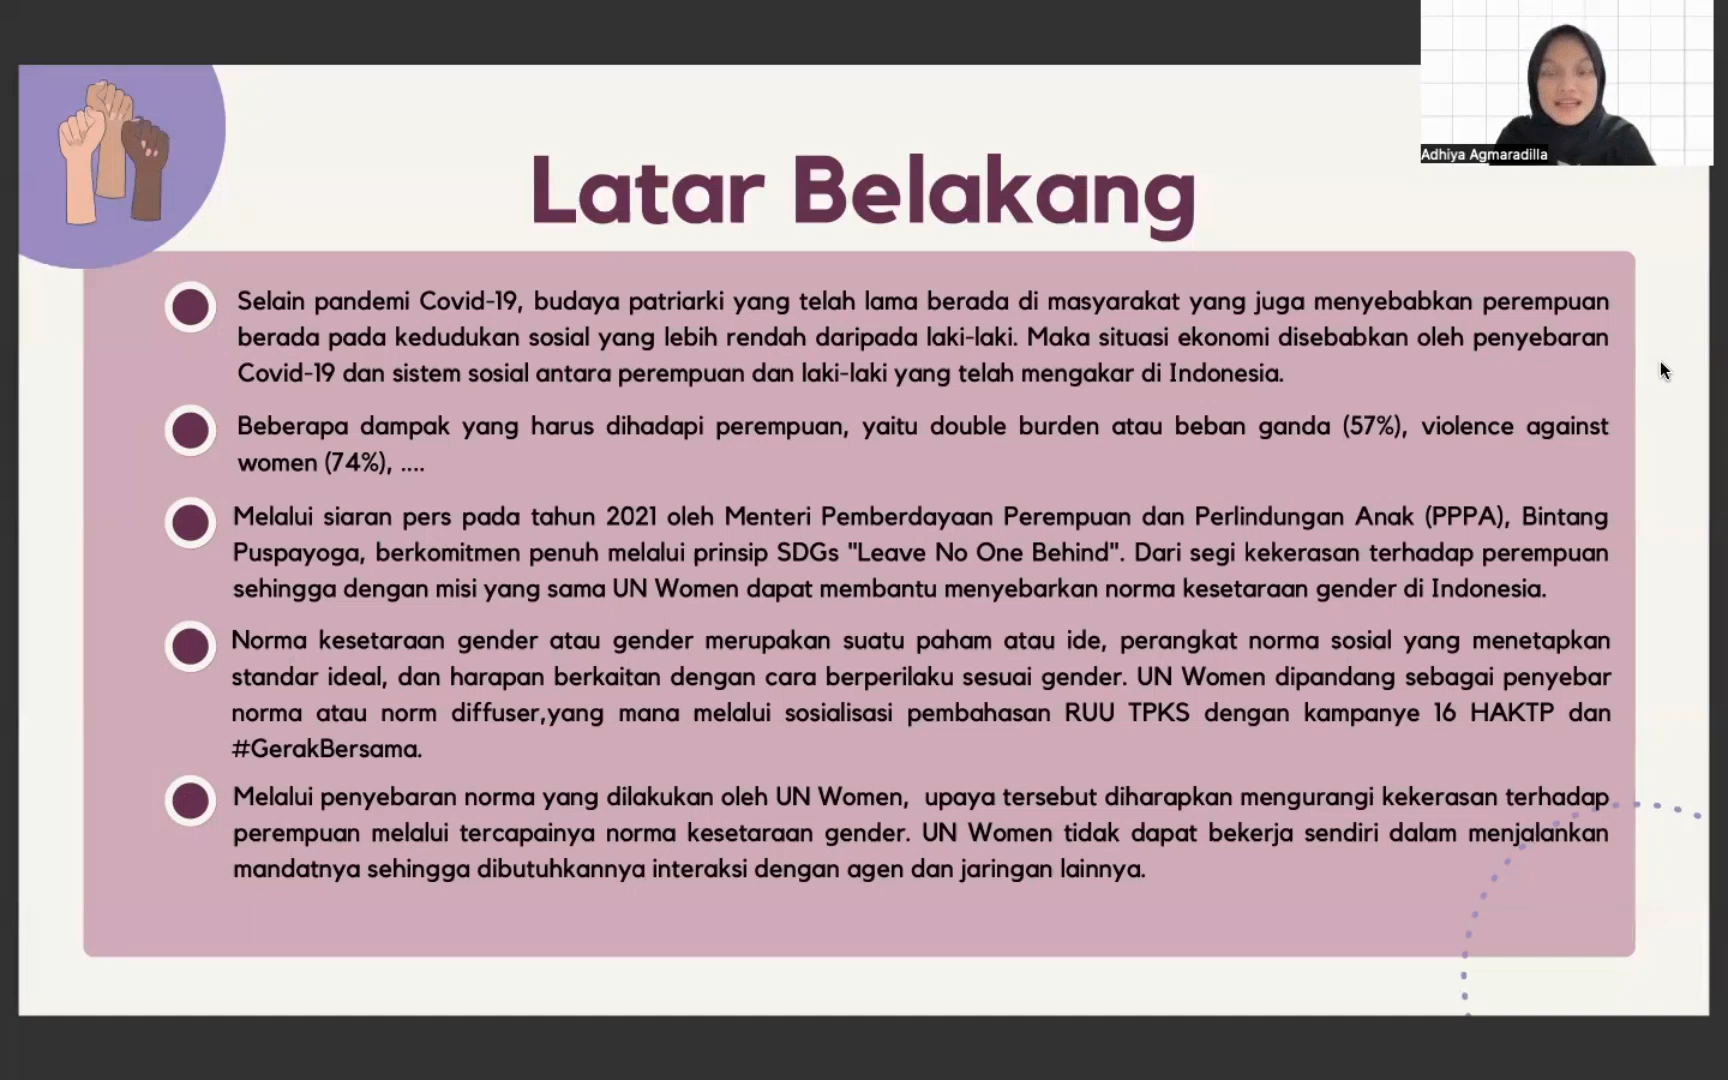 Adhiya Agmaradilla
Latar Belakang
Selain pandemi Covid-19, budaya patriarki yang telah lama berada di masyarakat yang juga menyebabkan perempuan
berada pada kedudukan sosial yang lebih rendah daripada laki-laki. Maka situasi ekonomi disebabkan oleh penyebaran
Covid-19 dan sistem sosial antara perempuan dan laki-laki yang telah mengakar di Indonesia.
Beberapa dampak yang harus dihadapi perempuan, yaitu double burden atau beban ganda (57%), violence against
women (74%), ....
Melalui siaran pers pada tahun 2021 oleh Menteri Pemberdayaan Perempuan dan Perlindungan Anak (PPPA), Bintang
Puspayoga, berkomitmen penuh melalui prinsip SDGs "Leave No One Behind". Dari segi kekerasan terhadap perempuan
sehingga dengan misi yang sama UN Women dapat membantu menyebarkan norma kesetaraan gender di Indonesia.
Norma kesetaraan gender atau gender merupakan suatu paham atau ide, perangkat norma sosial yang menetapkan
standar ideal, dan harapan berkaitan dengan cara berperilaku sesuai gender. UN Women dipandang sebagai penyebar
norma atau norm diffuser,yang mana melalui sosialisasi pembahasan RUU TPKS dengan kampanye 16 HAKTP dan
#GerakBersama.
Melalui penyebaran norma yang dilakukan oleh UN Women, upaya tersebut diharapkan mengurangi kekerasan terhadap
perempuan melalui tercapainya norma kesetaraan gender. UN Women tidak dapat bekerja sendiri dalam menjalankan
mandatnya sehingga dibutuhkannya interaksi dengan agen dan jaringan lainnya.